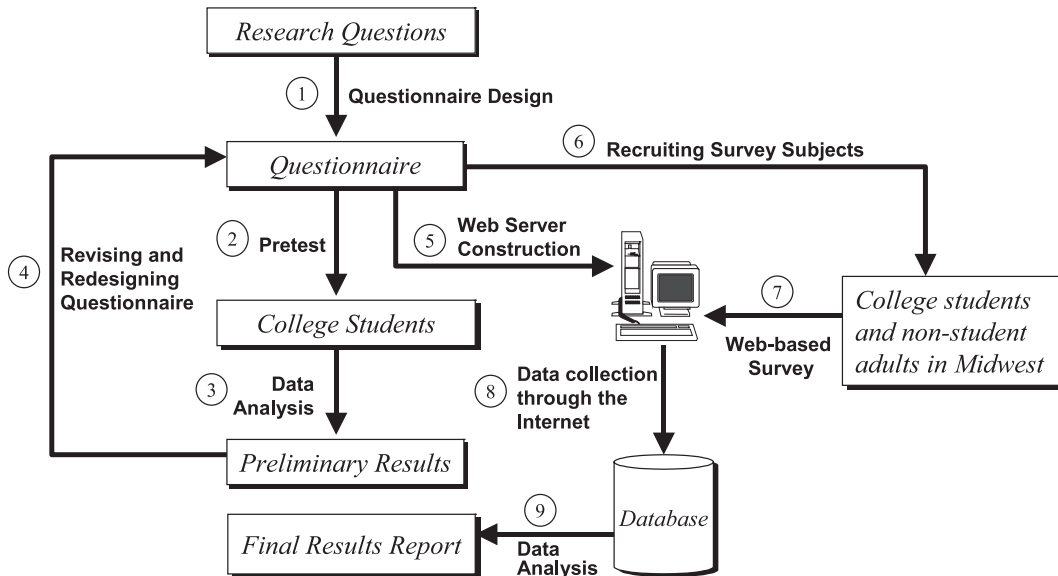 Research Questions
1
Questionnaire Design
6
Recruiting Survey Subjects
Questionnaire
2
Pretest
5
Web Server
Construction
4
Revising and
Redesigning
Questionnaire
College Students
7
Web-based
Survey
College students
and non-student
adults in Midwest
3
Data
Analysis
8
Data collection
through the
Internet
Preliminary Results
Database
9
Data
Analysis
Final Results Report